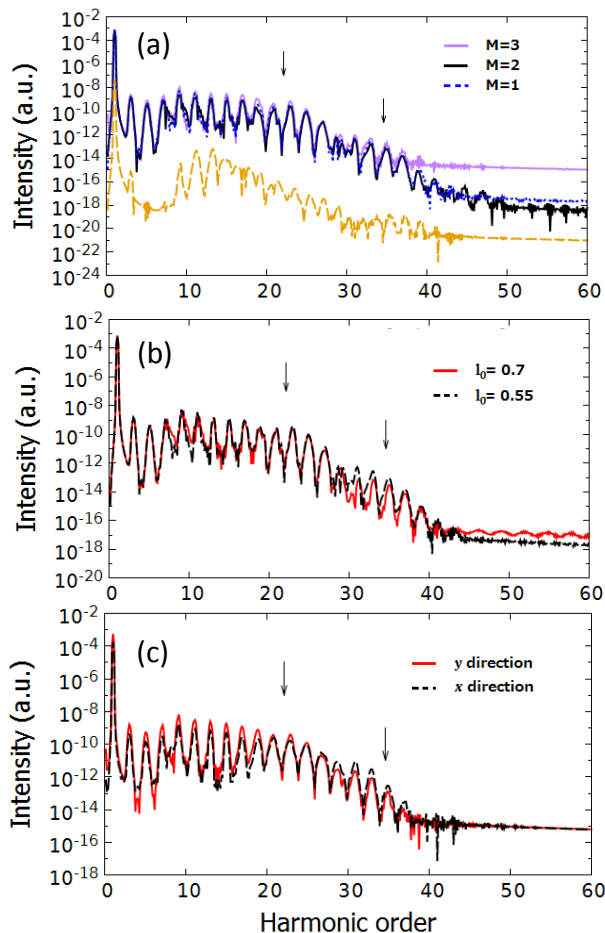 (a)
M=3
M=2
M=1
Intensity (a.u.)
10-2
10-4
10-6
10-8
10-10
10-12
10-14
10-16
10-18
10-20
10-22
10-24
0 10 20 30 40 50 60
(b)
l0= 0.7
l0= 0.55
Intensity (a.u.)
10-2
10-4
10-6
10-8
10-10
10-12
10-14
10-16
10-18
10-20
0 10 20 30 40 50 60
(c)
y direction
x direction
Intensity (a.u.)
10-2
10-4
10-6
10-8
10-10
10-12
10-14
10-16
10-18
0 10 20 30 40 50 60
Harmonic order